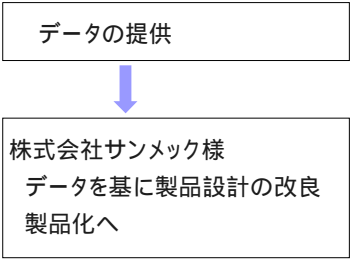 データの提供
株式会社サンメック様
データを基に製品設計の改良
製品化へ